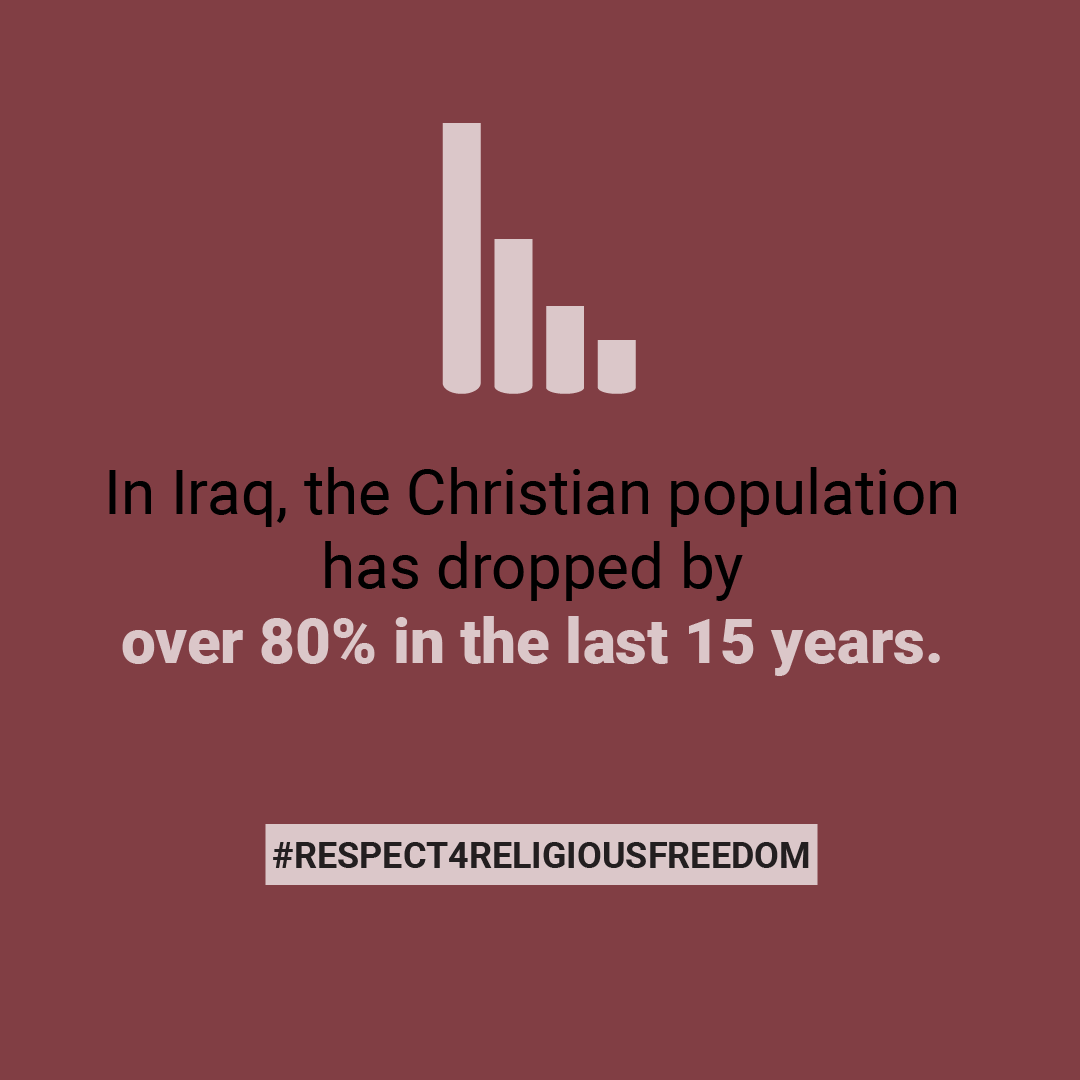 In Iraq, the Christian population
has dropped by
over 80% in the last 15 years.
#RESPECT4RELIGIOUSFREEDOM